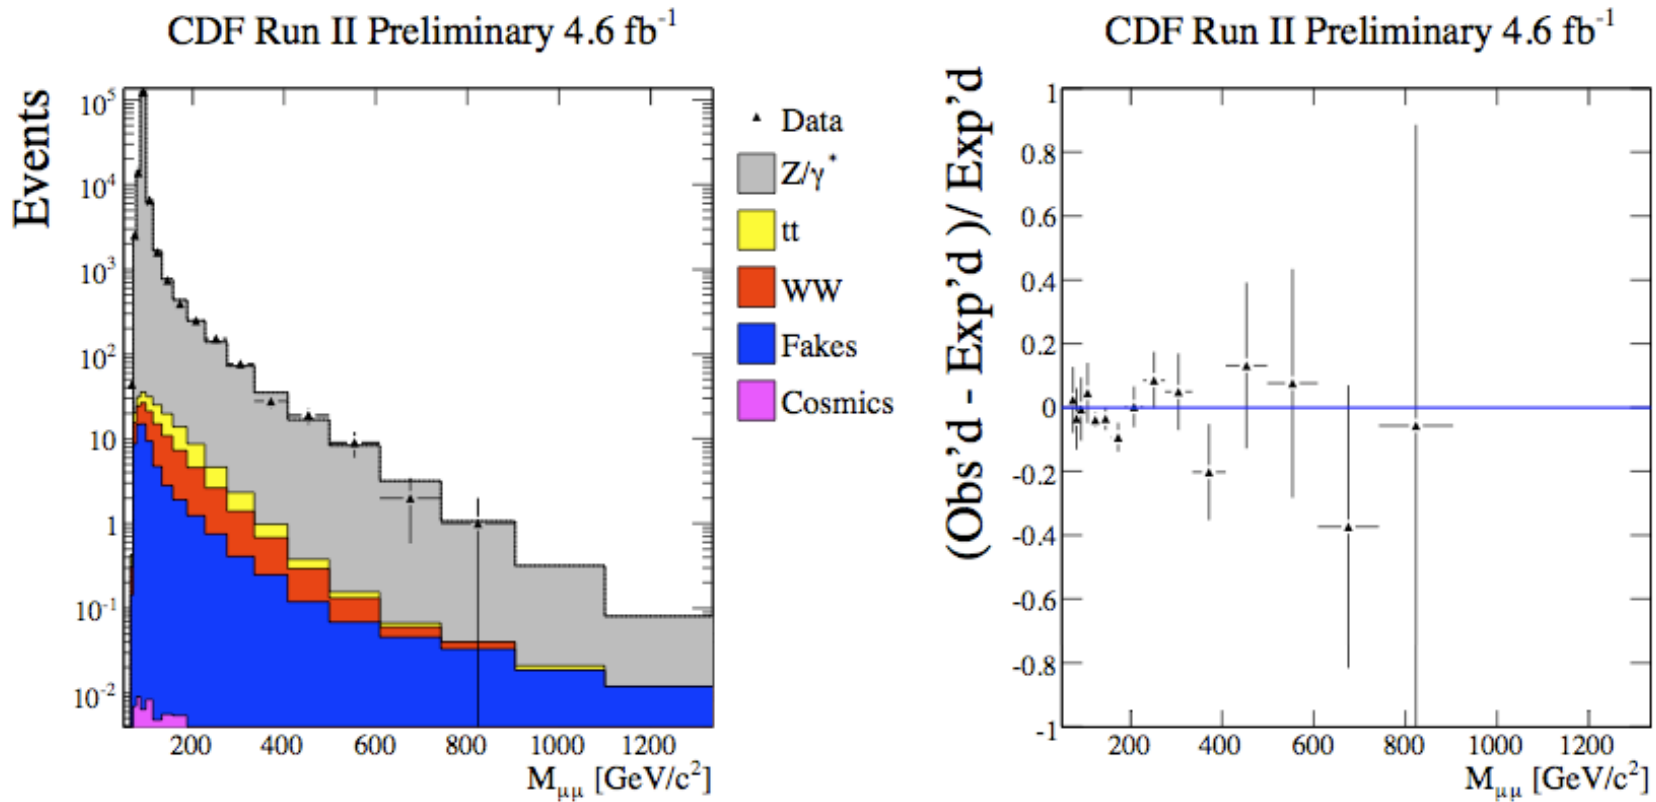 CDF Run II Preliminary 4.6 fb⁻¹
Events
10⁵
10⁴
10³
10²
10
1
10⁻¹
10⁻²
200 400 600 800 1000 1200
M_μμ [GeV/c²]
Data
Z/γ*
tt
WW
Fakes
Cosmics
CDF Run II Preliminary 4.6 fb⁻¹
(Obs'd - Exp'd )/ Exp'd
1
0.8
0.6
0.4
0.2
0
-0.2
-0.4
-0.6
-0.8
-1
200 400 600 800 1000 1200
M_μμ [GeV/c²]